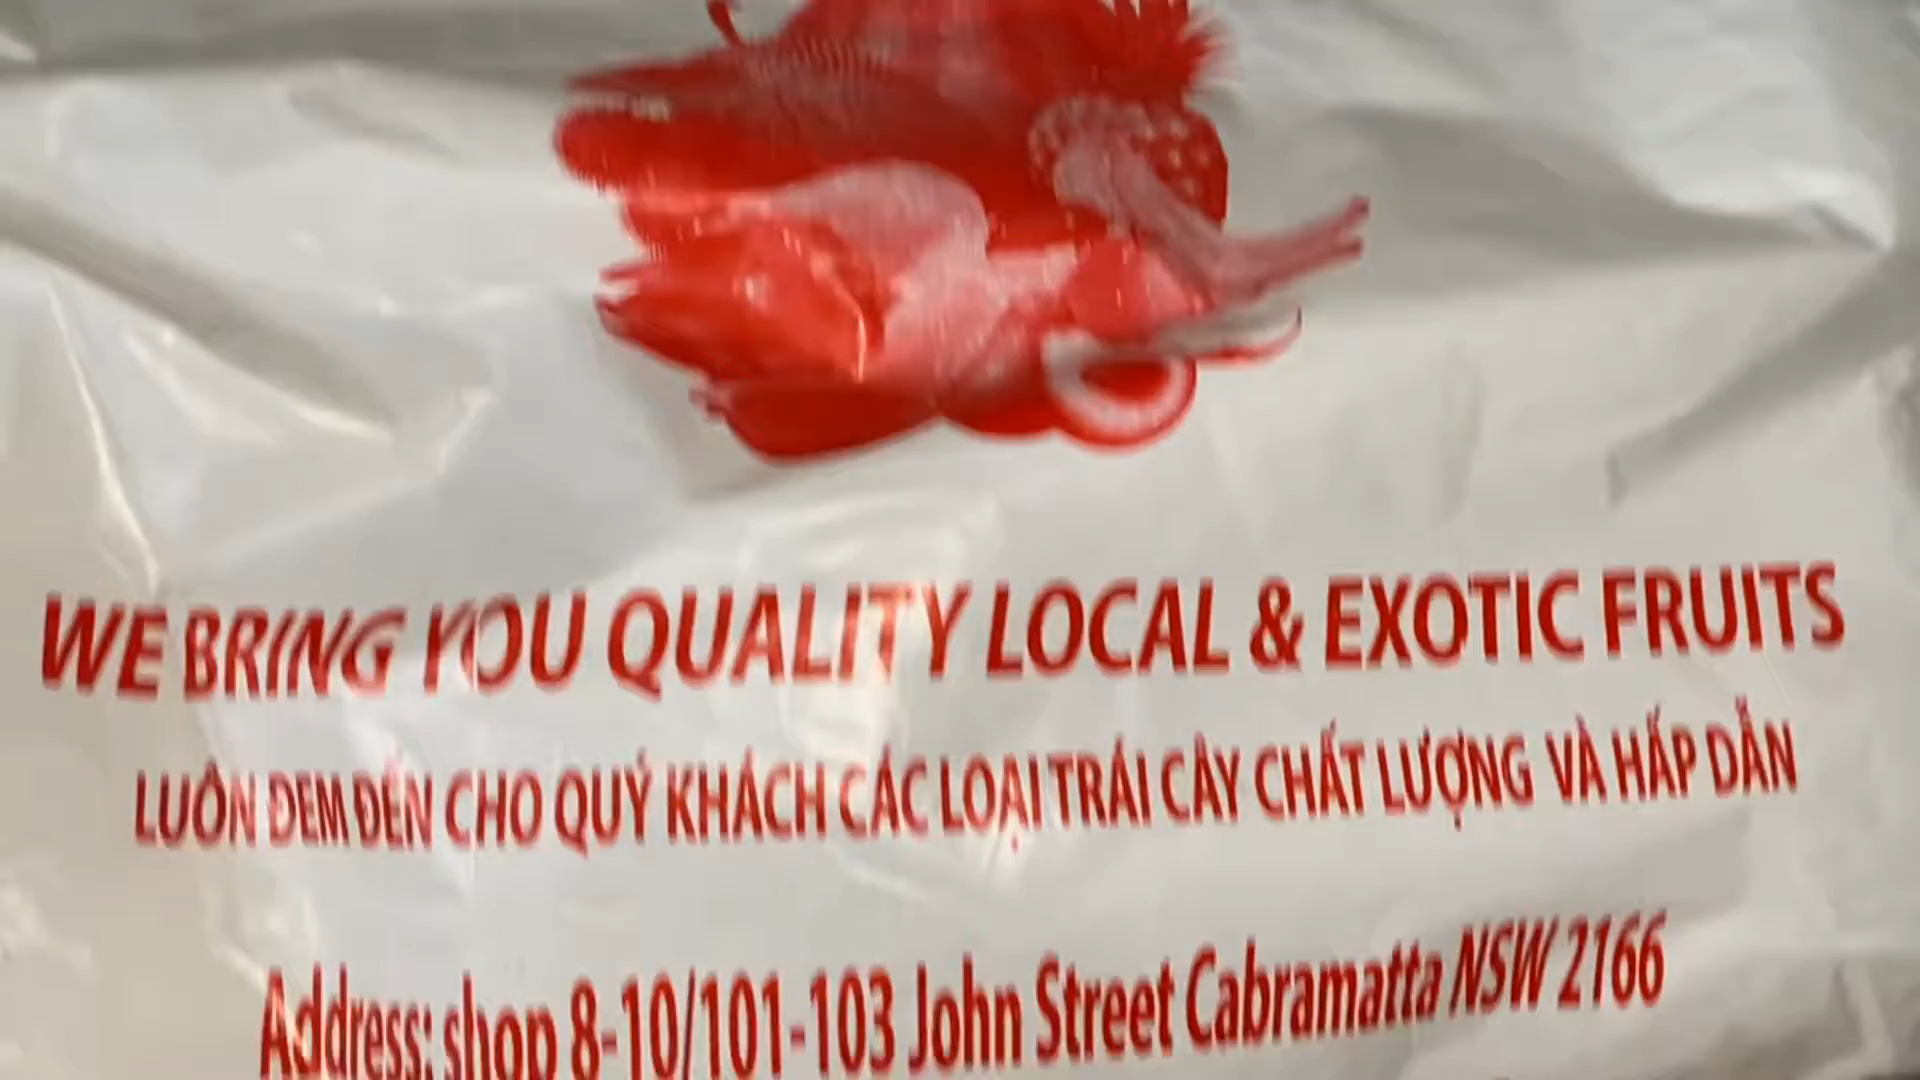 WE BRING YOU QUALITY LOCAL & EXOTIC FRUITS
LUÔN ĐEM ĐẾN CHO QUÝ KHÁCH CÁC LOẠI TRÁI CÂY CHẤT LƯỢNG VÀ HẤP DẪN
Address: shop 8-10/101-103 John Street Cabramatta NSW 2166